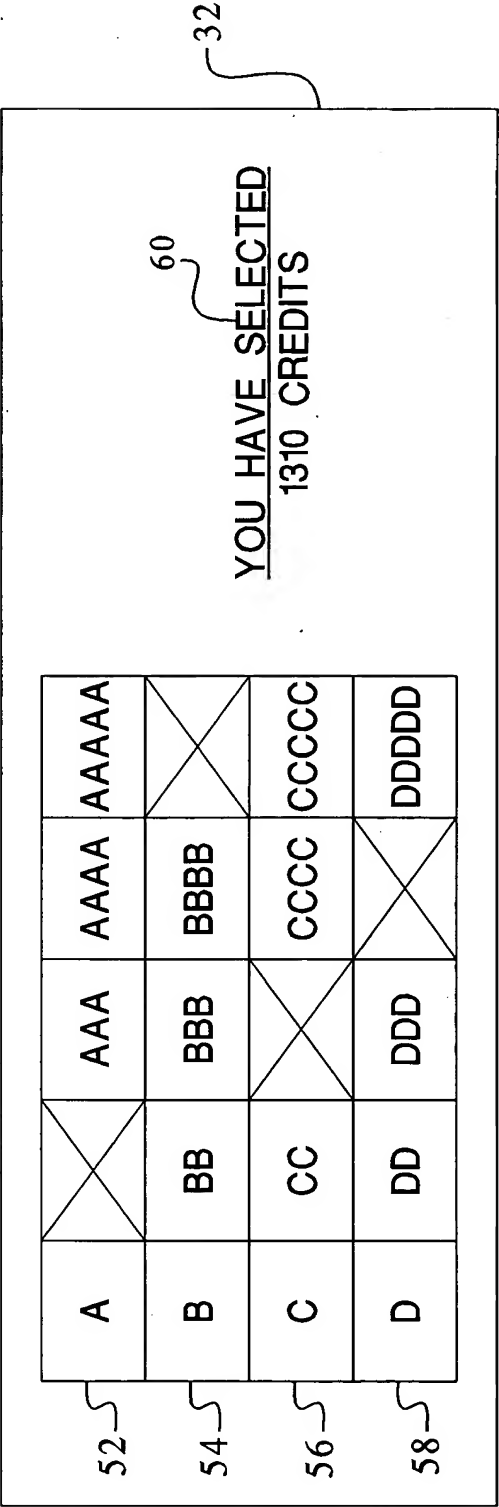 32
60
YOU HAVE SELECTED
1310 CREDITS
52 A AAA AAAA AAAAA
54 B BB BBB BBBB
56 C CC CCCC CCCCC
58 D DD DDD DDDDD